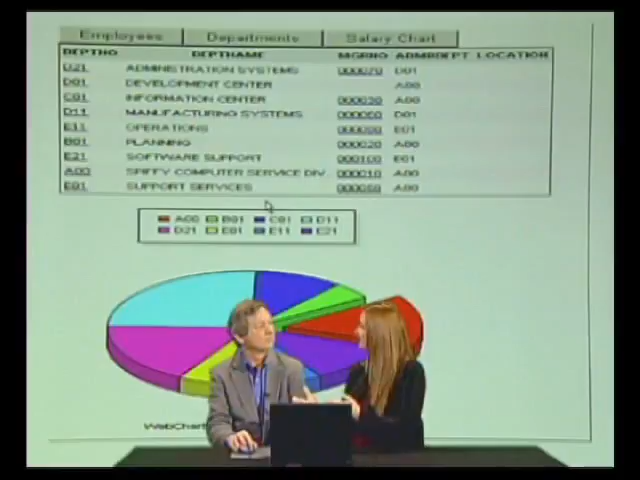 Employees Departments Salary Chart
DEPTNO DEPTNAME MGRNO ADMRDEPT LOCATION
D21 ADMINISTRATION SYSTEMS 000070 D01
D01 DEVELOPMENT CENTER A00
C01 INFORMATION CENTER 000030 A00
D11 MANUFACTURING SYSTEMS 000060 D01
E11 OPERATIONS 000090 E01
B01 PLANNING 000020 A00
E21 SOFTWARE SUPPORT 000100 E01
A00 SPIFFY COMPUTER SERVICE DIV. 000010 A00
E01 SUPPORT SERVICES 000050 A00
A00 B01 C01 D11
D21 E01 E11 E21
WebChart